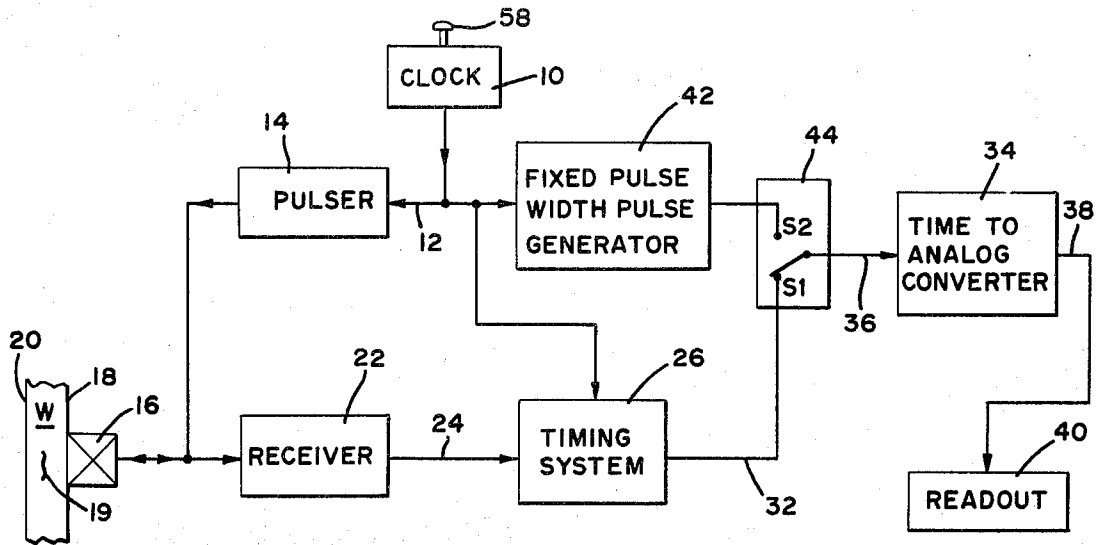 58
CLOCK
10
42
14
44
34
PULSER
FIXED PULSE
WIDTH PULSE
GENERATOR
12
S2
S1
TIME TO
ANALOG
CONVERTER
38
36
20
18
16
W
19
22
RECEIVER
24
26
TIMING
SYSTEM
32
40
READOUT